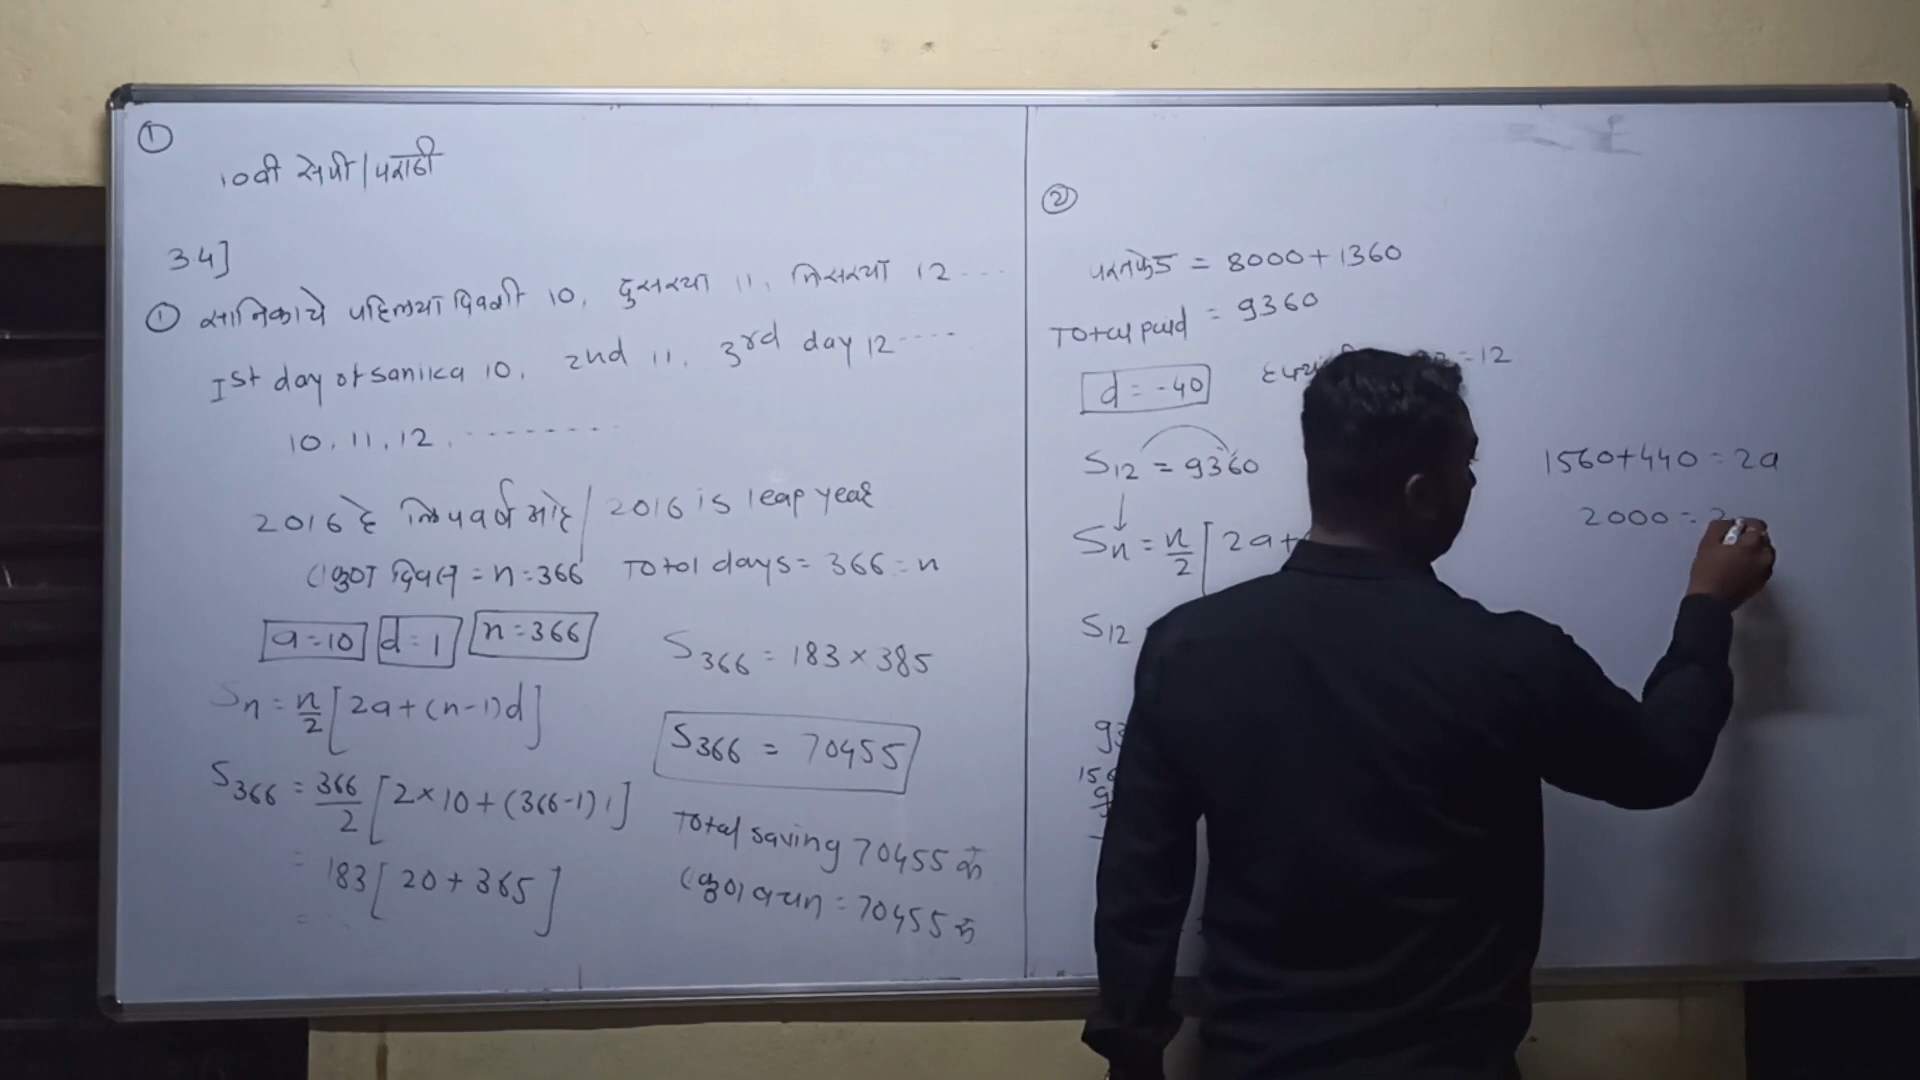 ①
10वी सेमी/मराठी
3.4]
① सानिकाचे पहिल्या दिवशी 10, दुसऱ्या 11, तिसऱ्या 12 ....
Ist day of sanika 10, 2nd 11, 3rd day 12 ....
10, 11, 12, ........
2016 हे लिपवर्ष आहे / 2016 is leap year
एकुण दिवस = n = 366 Total days = 366 = n
a = 10 d = 1 n = 366
Sn = n/2 [2a + (n-1)d]
S366 = 366/2 [2×10 + (366-1)1]
= 183 [20 + 365]
=
S366 = 183 × 385
S366 = 70455
Total saving 70455 रु
एकुण बचत = 70455 रु
②
परतफेड = 8000 + 1360
Total paid = 9360
d = -40
= 12
S12 = 9360
Sn = n/2 [2a +
S12
1560 + 440 = 2a
2000 =